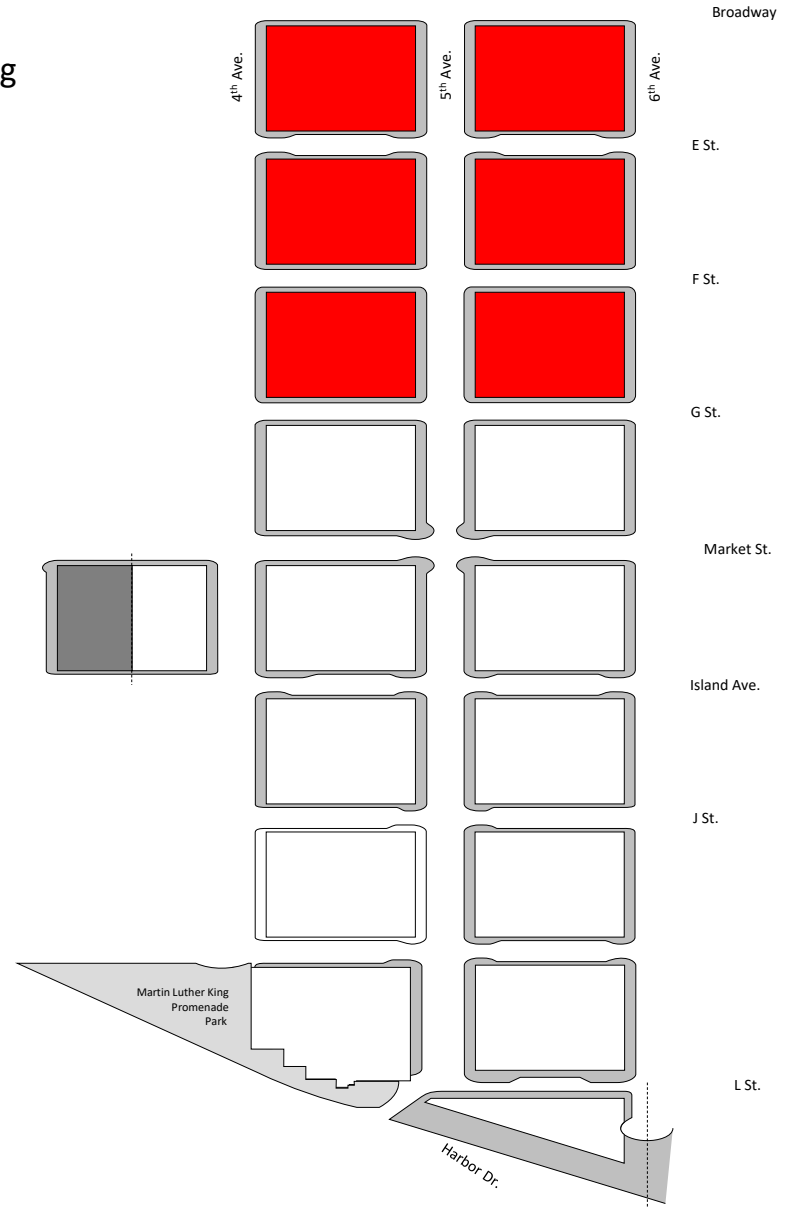 Broadway
g
4th Ave.
5th Ave.
6th Ave.
E St.
F St.
G St.
Market St.
Island Ave.
J St.
Martin Luther King
Promenade
Park
L St.
Harbor Dr.